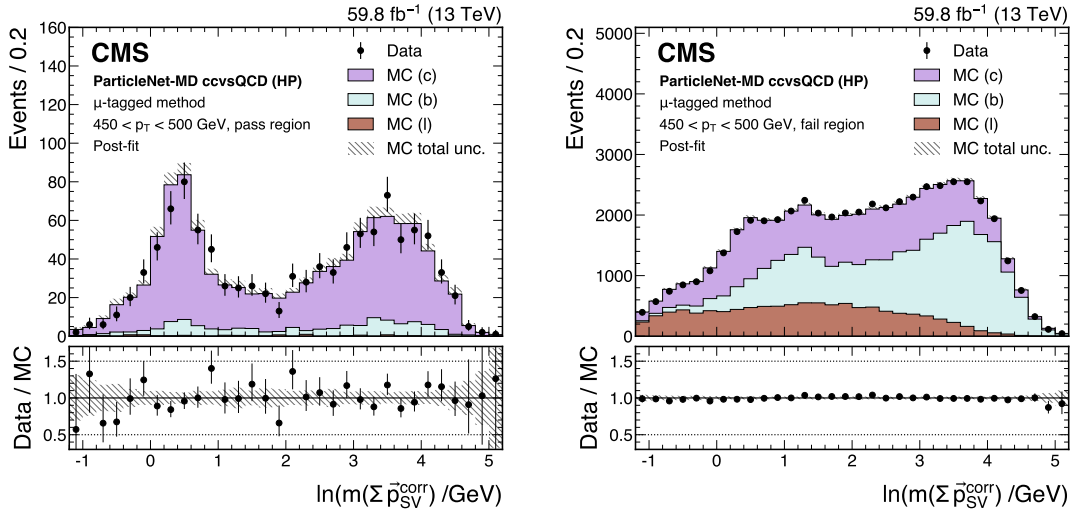 59.8 fb⁻¹ (13 TeV)
Events / 0.2
160
140
120
100
80
60
40
20
0
CMS
ParticleNet-MD ccvsQCD (HP)
μ-tagged method
450 < p_T < 500 GeV, pass region
Post-fit
Data
MC (c)
MC (b)
MC (l)
MC total unc.
Data / MC
1.5
1.0
0.5
-1 0 1 2 3 4 5
ln(m(Σ p⃗_SV^corr) /GeV)
59.8 fb⁻¹ (13 TeV)
Events / 0.2
5000
4000
3000
2000
1000
0
CMS
ParticleNet-MD ccvsQCD (HP)
μ-tagged method
450 < p_T < 500 GeV, fail region
Post-fit
Data
MC (c)
MC (b)
MC (l)
MC total unc.
Data / MC
1.5
1.0
0.5
-1 0 1 2 3 4 5
ln(m(Σ p⃗_SV^corr) /GeV)